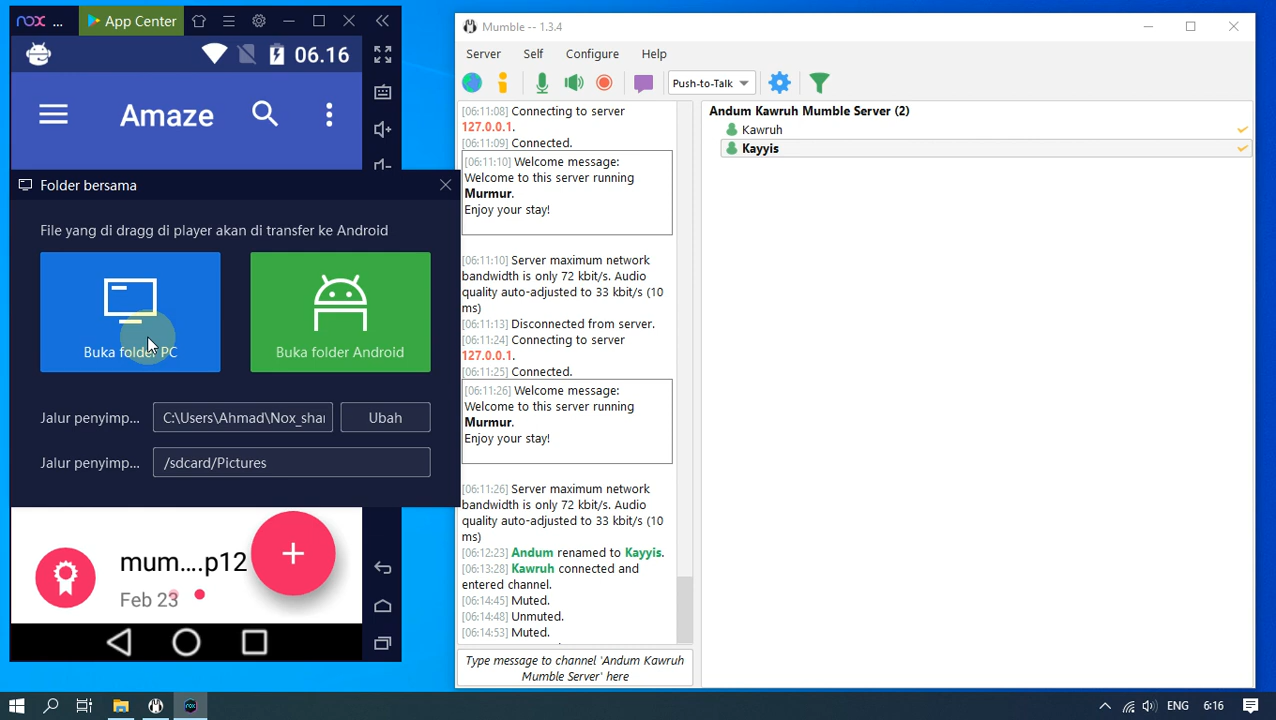 nox ...
App Center
06.16
Amaze
Folder bersama
File yang di dragg di player akan di transfer ke Android
Buka folder PC
Buka folder Android
Jalur penyimp...
C:\Users\Ahmad\Nox_shar
Ubah
Jalur penyimp...
/sdcard/Pictures
mum....p12
Feb 23
Mumble -- 1.3.4
Server
Self
Configure
Help
Push-to-Talk
[06:11:08] Connecting to server
127.0.0.1.
[06:11:09] Connected.
[06:11:10] Welcome message:
Welcome to this server running
Murmur.
Enjoy your stay!
[06:11:10] Server maximum network
bandwidth is only 72 kbit/s. Audio
quality auto-adjusted to 33 kbit/s (10
ms)
[06:11:13] Disconnected from server.
[06:11:24] Connecting to server
127.0.0.1.
[06:11:25] Connected.
[06:11:26] Welcome message:
Welcome to this server running
Murmur.
Enjoy your stay!
[06:11:26] Server maximum network
bandwidth is only 72 kbit/s. Audio
quality auto-adjusted to 33 kbit/s (10
ms)
[06:12:23] Andum renamed to Kayyis.
[06:13:28] Kawruh connected and
entered channel.
[06:14:45] Muted.
[06:14:48] Unmuted.
[06:14:53] Muted.
Type message to channel 'Andum Kawruh
Mumble Server' here
Andum Kawruh Mumble Server (2)
Kawruh
Kayyis
ENG
6:16